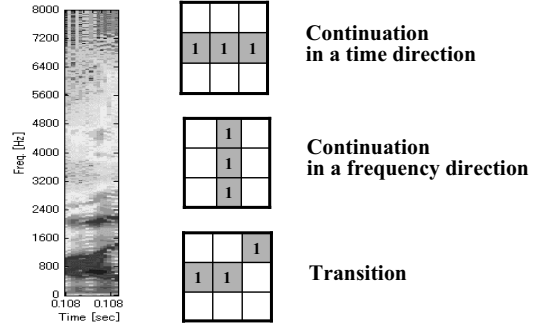 8000
7200
6400
5600
4800
4000
3200
2400
1600
800
0
Freq. [Hz]
0.108 0.108
Time [sec]
1 1 1
Continuation
in a time direction
1
1
1
Continuation
in a frequency direction
1
1 1
Transition